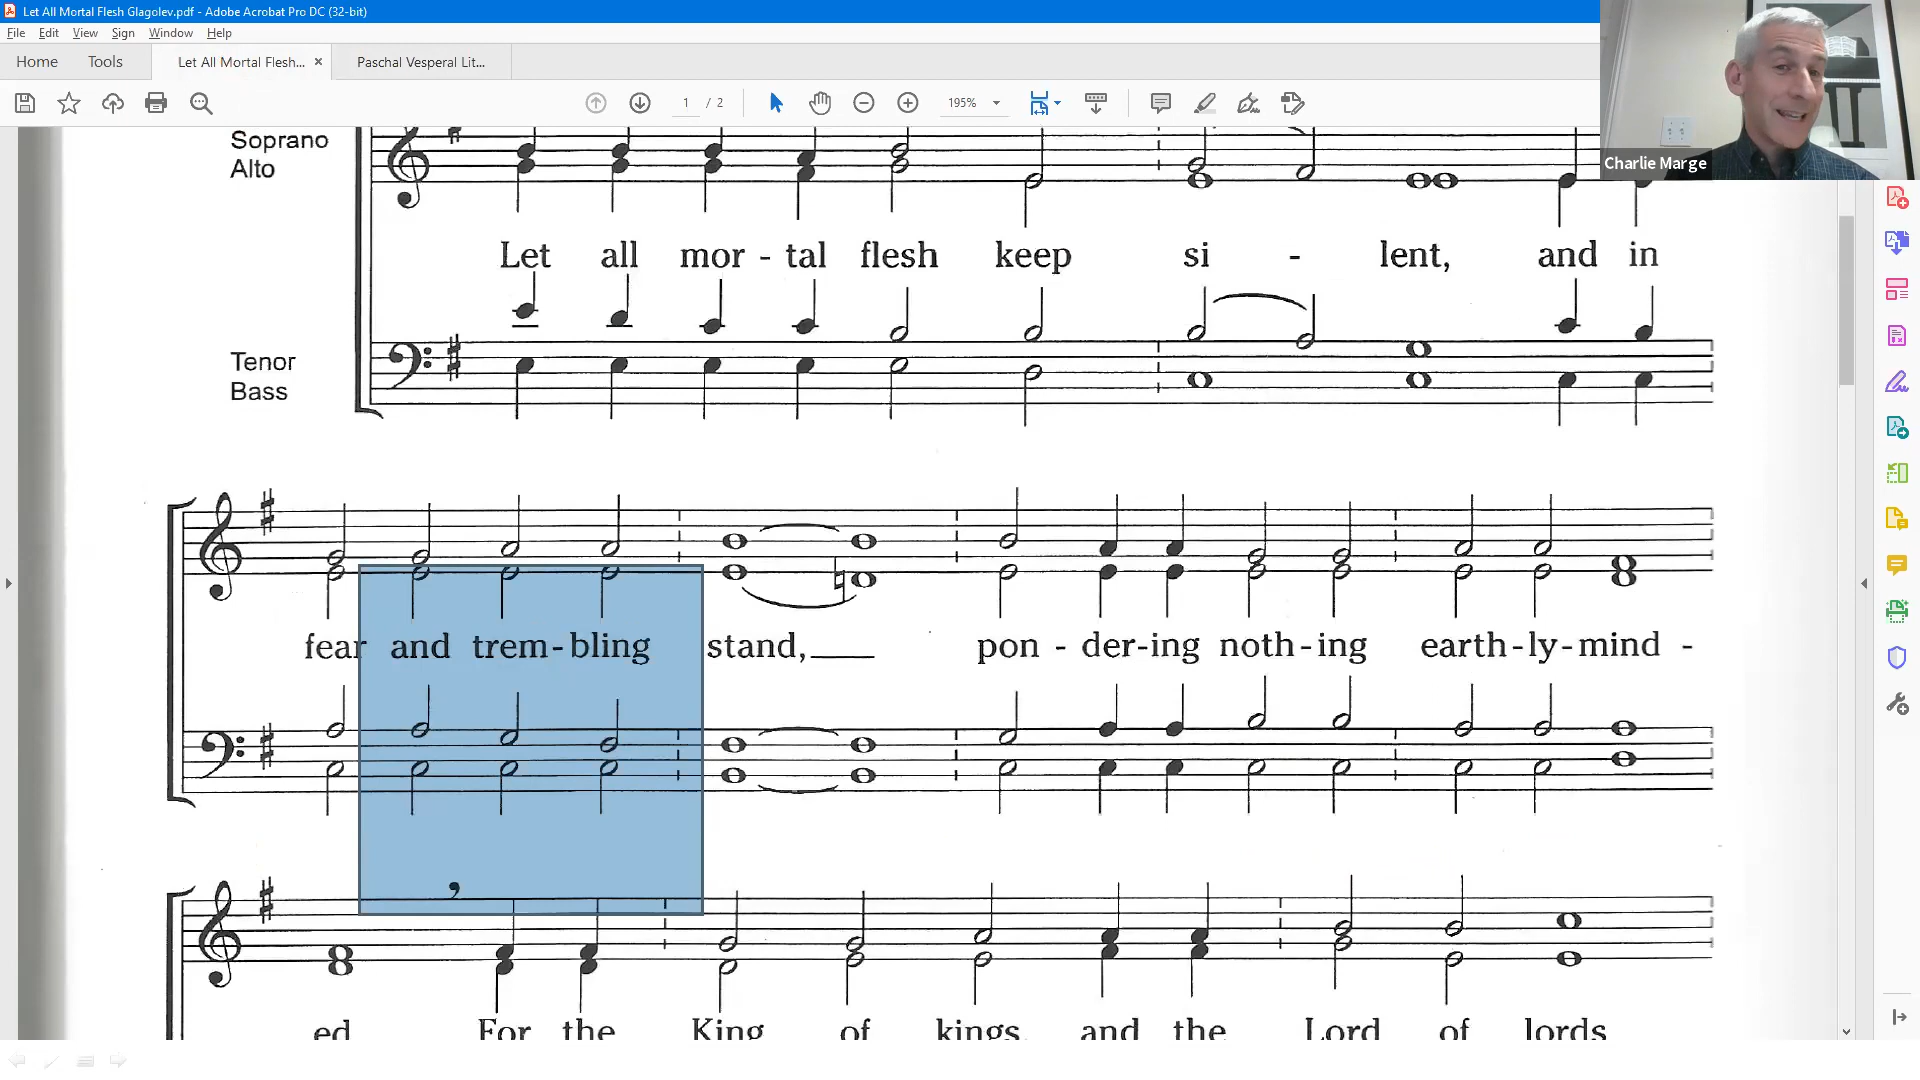 Let All Mortal Flesh Glagolev.pdf - Adobe Acrobat Pro DC (32-bit)
File Edit View Sign Window Help
Home Tools Let All Mortal Flesh... × Paschal Vesperal Lit...
1 / 2 195%
Charlie Marge
Soprano
Alto
Let all mor - tal flesh keep si - lent, and in
Tenor
Bass
fear and trem - bling stand, pon - der - ing noth - ing earth - ly - mind -
ed For the King of kings, and the Lord of lords